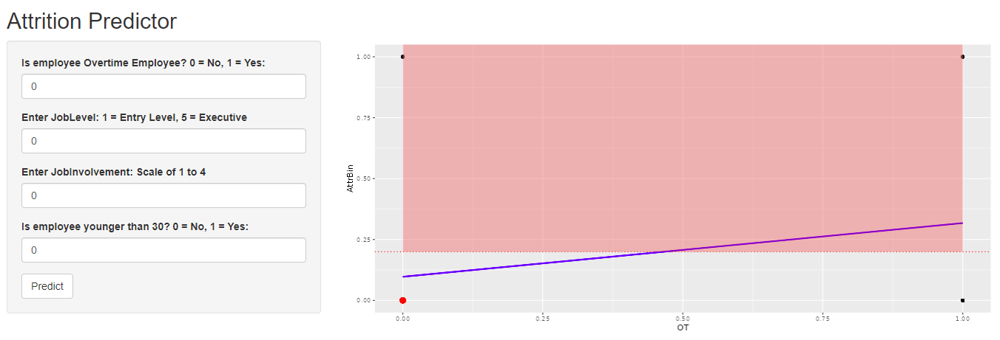 Attrition Predictor
Is employee Overtime Employee? 0 = No, 1 = Yes:
0
Enter JobLevel: 1 = Entry Level, 5 = Executive
0
Enter JobInvolvement: Scale of 1 to 4
0
Is employee younger than 30? 0 = No, 1 = Yes:
0
Predict
AttrBin
1.00
0.75
0.50
0.25
0.00
0.00 0.25 0.50 0.75 1.00
OT